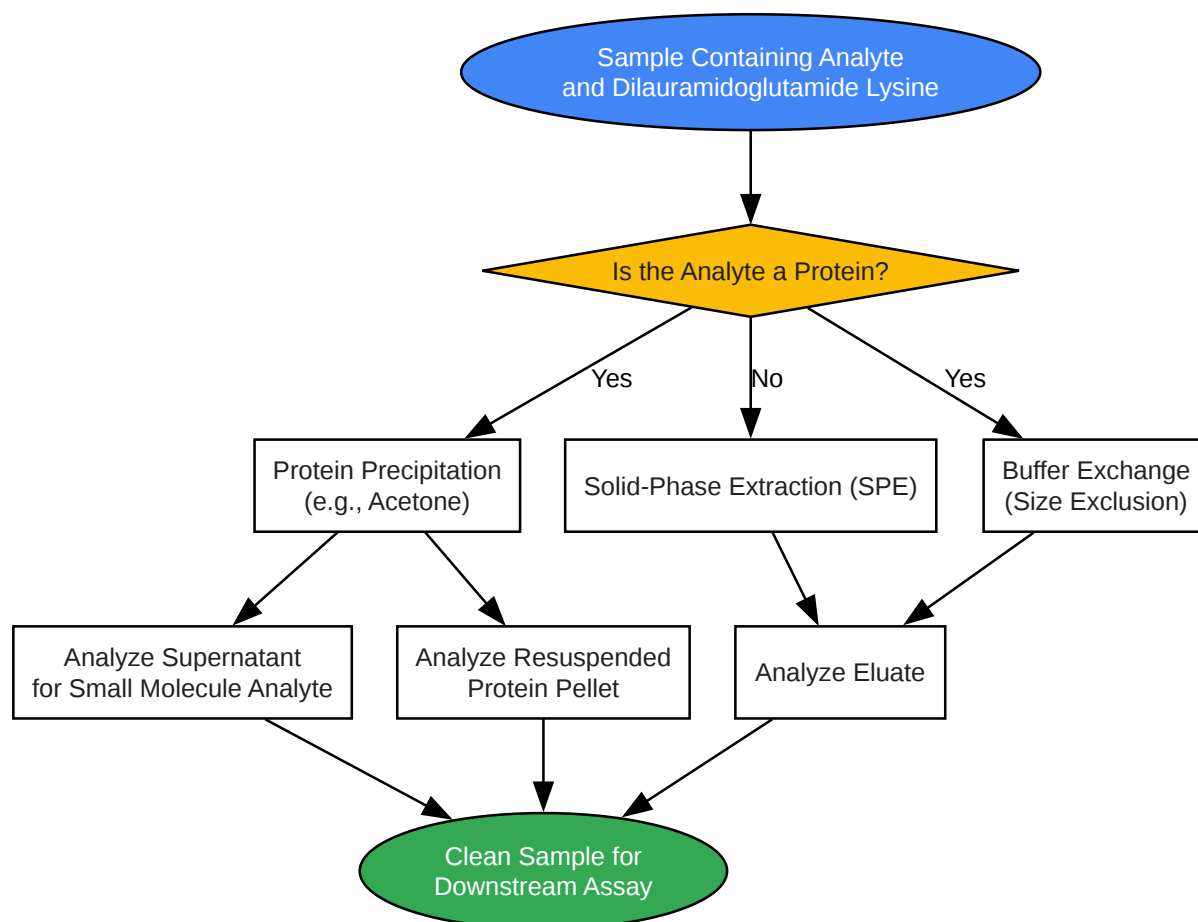 Sample Containing Analyte
and Dilauramidoglutamide Lysine
Is the Analyte a Protein?
Yes
No
Yes
Protein Precipitation
(e.g., Acetone)
Solid-Phase Extraction (SPE)
Buffer Exchange
(Size Exclusion)
Analyze Supernatant
for Small Molecule Analyte
Analyze Resuspended
Protein Pellet
Analyze Eluate
Clean Sample for
Downstream Assay